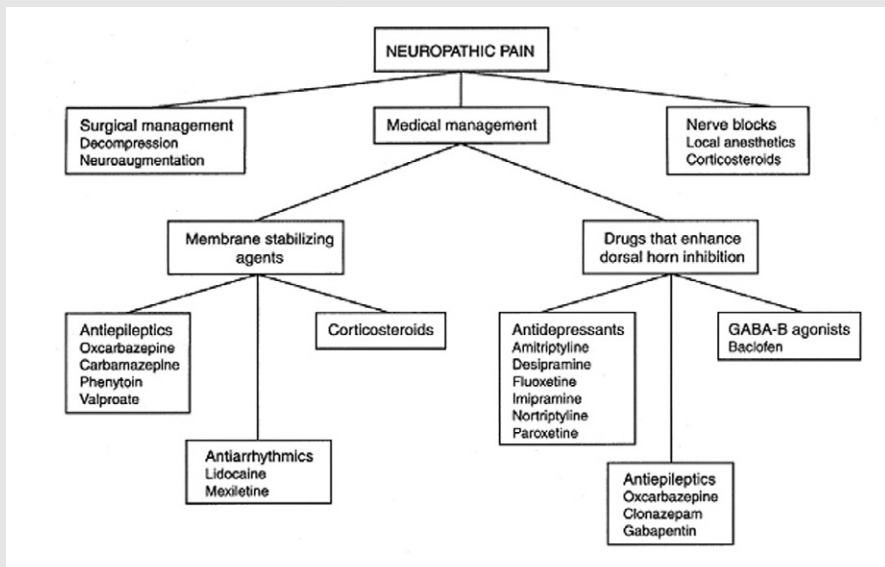 NEUROPATHIC PAIN
Surgical management
Decompression
Neuroaugmentation
Medical management
Nerve blocks
Local anesthetics
Corticosteroids
Membrane stabilizing
agents
Drugs that enhance
dorsal horn inhibition
Antiepileptics
Oxcarbazepine
Carbamazepine
Phenytoin
Valproate
Corticosteroids
Antidepressants
Amitriptyline
Desipramine
Fluoxetine
Imipramine
Nortriptyline
Paroxetine
GABA-B agonists
Baclofen
Antiarrhythmics
Lidocaine
Mexiletine
Antiepileptics
Oxcarbazepine
Clonazepam
Gabapentin